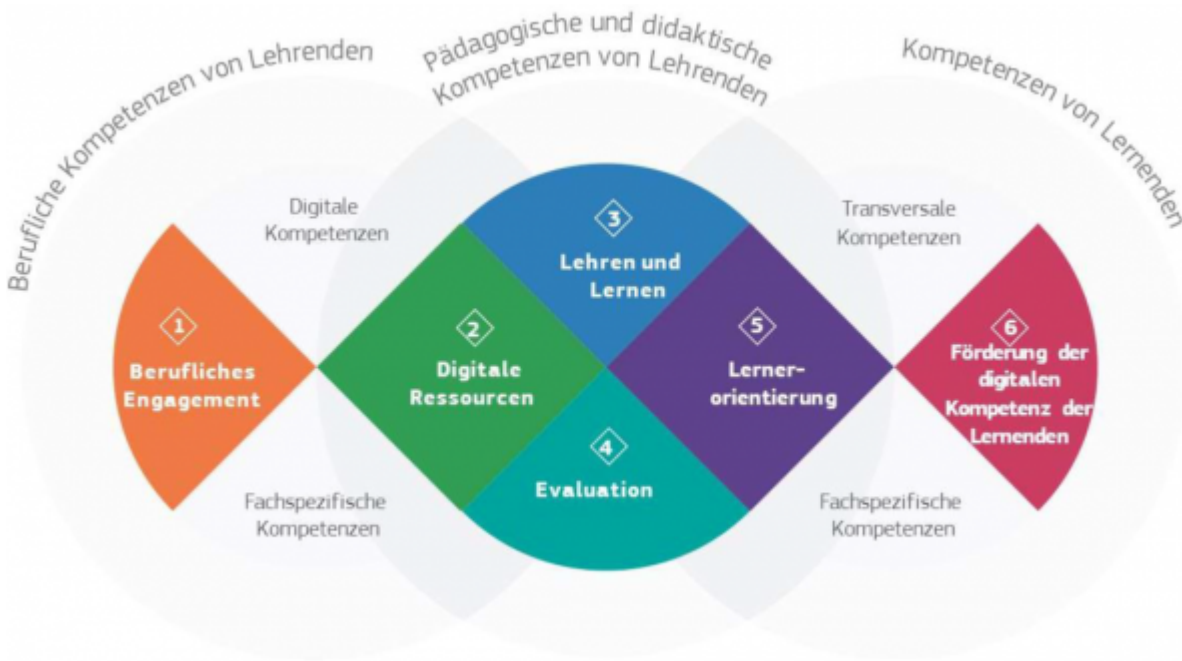 Berufliche Kompetenzen von Lehrenden
Pädagogische und didaktische
Kompetenzen von Lehrenden
Kompetenzen von Lernenden
Digitale
Kompetenzen
Transversale
Kompetenzen
1
Berufliches
Engagement
2
Digitale
Ressourcen
3
Lehren und
Lernen
4
Evaluation
5
Lerner-
orientierung
6
Förderung der
digitalen
Kompetenz der
Lernenden
Fachspezifische
Kompetenzen
Fachspezifische
Kompetenzen